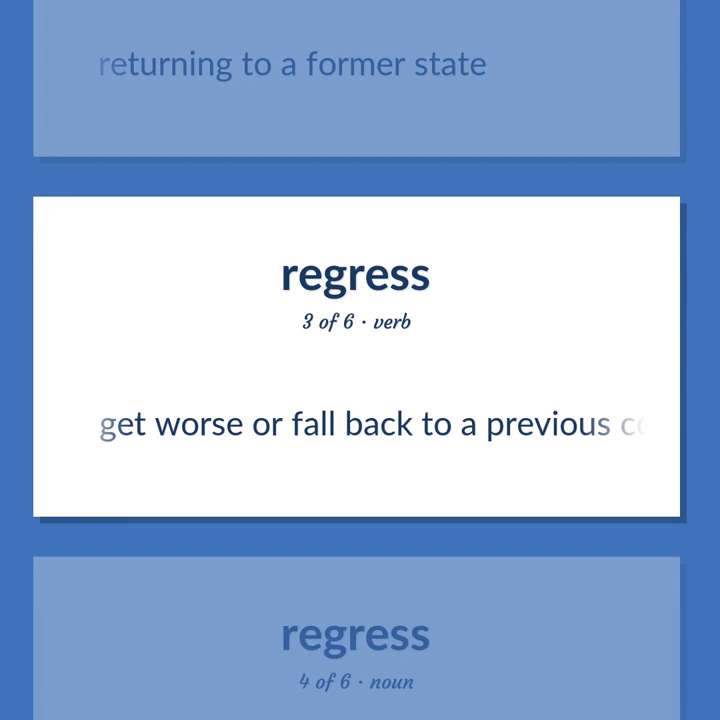 returning to a former state
regress
3 of 6 · verb
get worse or fall back to a previous
regress
4 of 6 · noun